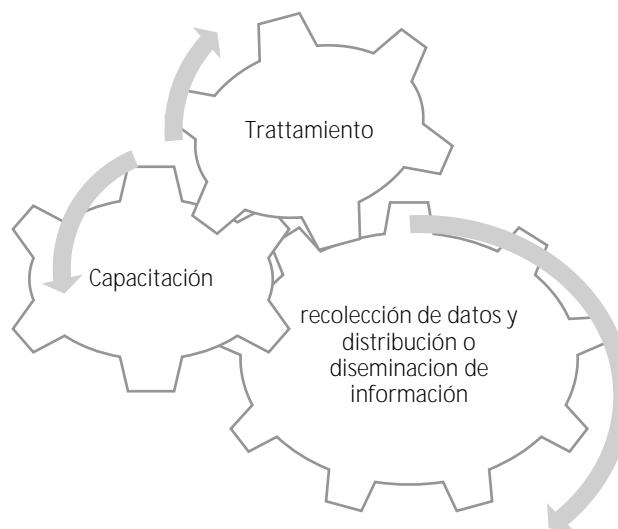 Trattamiento
Capacitación
recolección de datos y
distribución o
diseminacion de
información